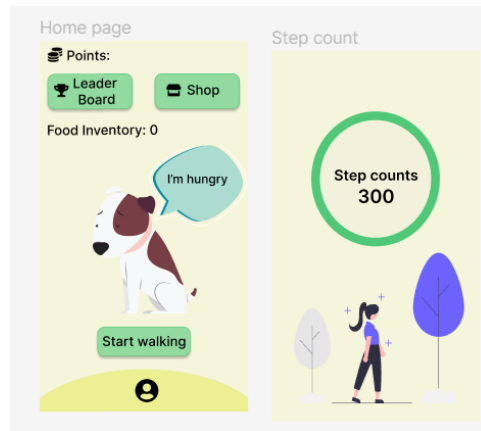 Home page
Points:
Leader
Board
Shop
Food Inventory: 0
I'm hungry
Start walking
Step count
Step counts
300